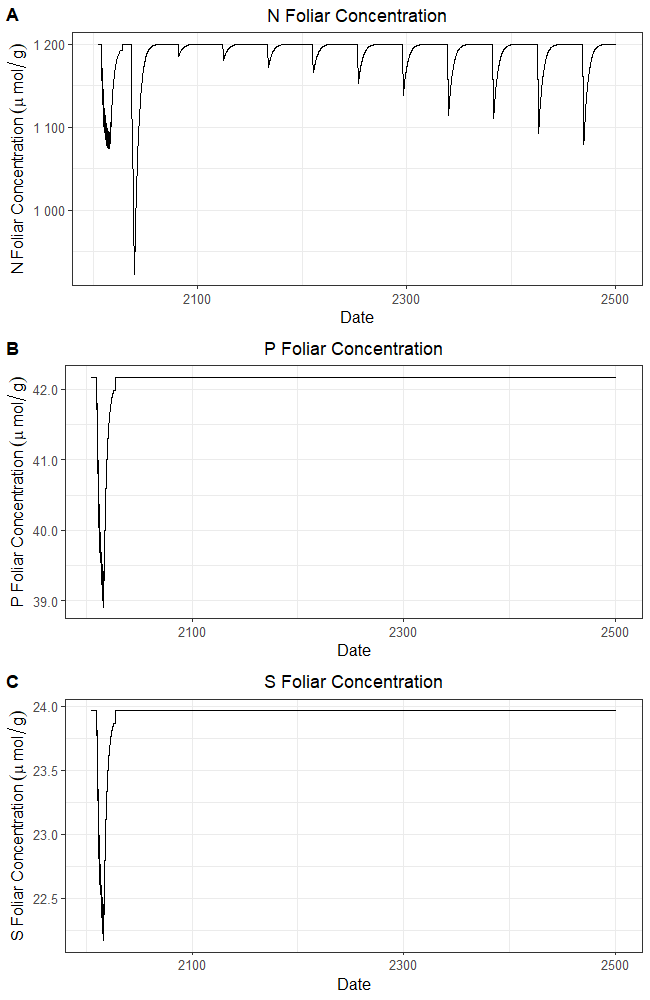 A
N Foliar Concentration
N Foliar Concentration (μ mol/g)
1 200
1 100
1 000
2100
2300
2500
Date
B
P Foliar Concentration
P Foliar Concentration (μ mol/g)
42.0
41.0
40.0
39.0
2100
2300
2500
Date
C
S Foliar Concentration
S Foliar Concentration (μ mol/g)
24.0
23.5
23.0
22.5
2100
2300
2500
Date